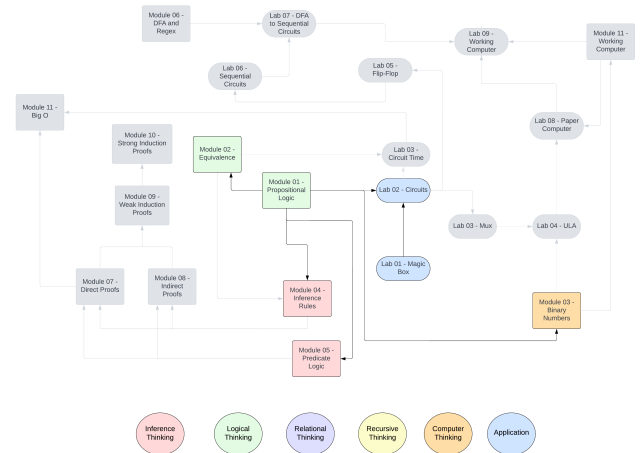 Module 06 -
DFA and
Regex
Lab 07 - DFA
to Sequential
Circuits
Lab 09 -
Working
Computer
Module 11 -
Working
Computer
Lab 06 -
Sequential
Circuits
Lab 05 -
Flip-Flop
Module 11 -
Big O
Module 10 -
Strong Induction
Proofs
Module 02 -
Equivalence
Lab 03 -
Circuit Time
Lab 08 - Paper
Computer
Module 01 -
Propositional
Logic
Lab 02 - Circuits
Module 09 -
Weak Induction
Proofs
Lab 03 - Mux
Lab 04 - ULA
Lab 01 - Magic
Box
Module 07 -
Direct Proofs
Module 08 -
Indirect
Proofs
Module 04 -
Inference
Rules
Module 03 -
Binary
Numbers
Module 05 -
Predicate
Logic
Inference
Thinking
Logical
Thinking
Relational
Thinking
Recursive
Thinking
Computer
Thinking
Application